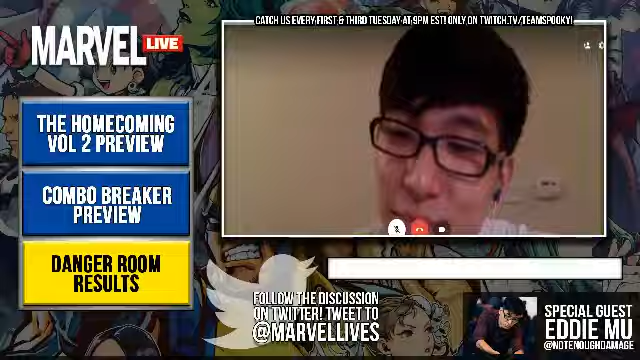 CATCH US EVERY FIRST & THIRD TUESDAY AT 9PM EST! ONLY ON TWITCH.TV/TEAMSPOOKY!
MARVEL LIVE
THE HOMECOMING
VOL 2 PREVIEW
COMBO BREAKER
PREVIEW
DANGER ROOM
RESULTS
FOLLOW THE DISCUSSION
ON TWITTER! TWEET TO
@MARVELLIVES
SPECIAL GUEST
EDDIE MU
@NOTENOUGHDAMAGE